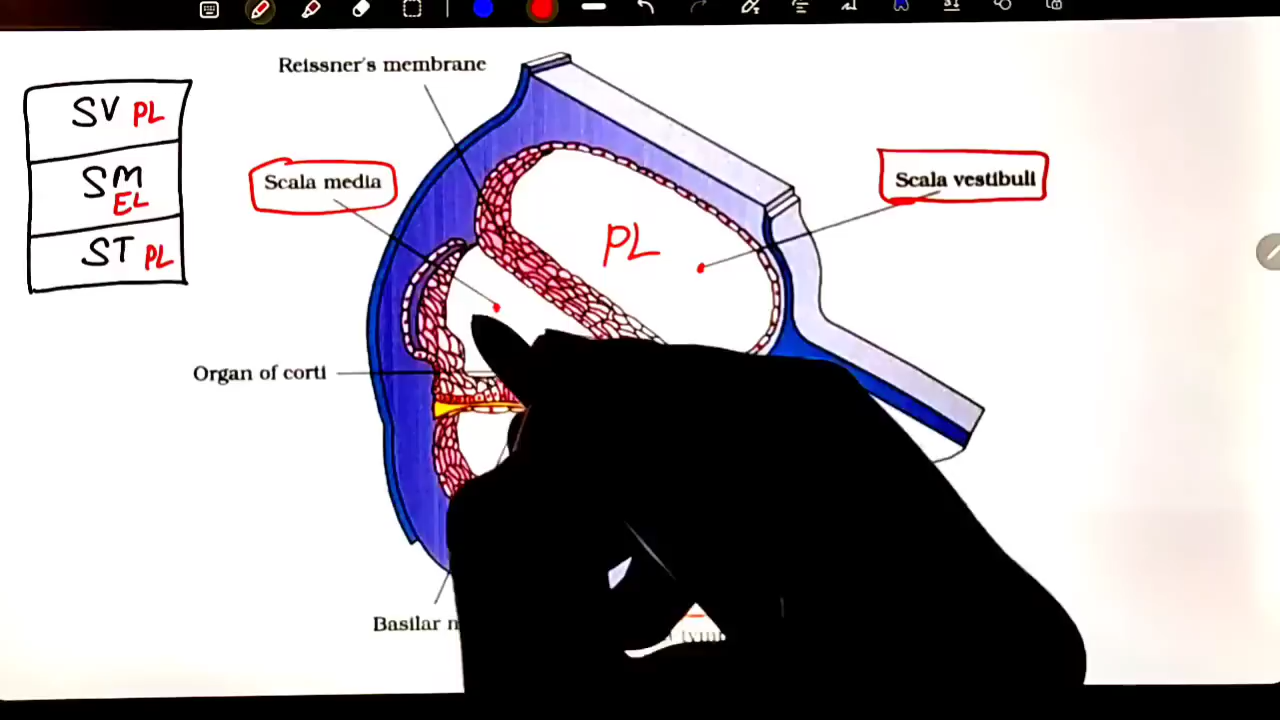 Reissner's membrane
SV PL
Scala media
Scala vestibuli
SM
EL
PL
ST PL
Organ of corti
Basilar